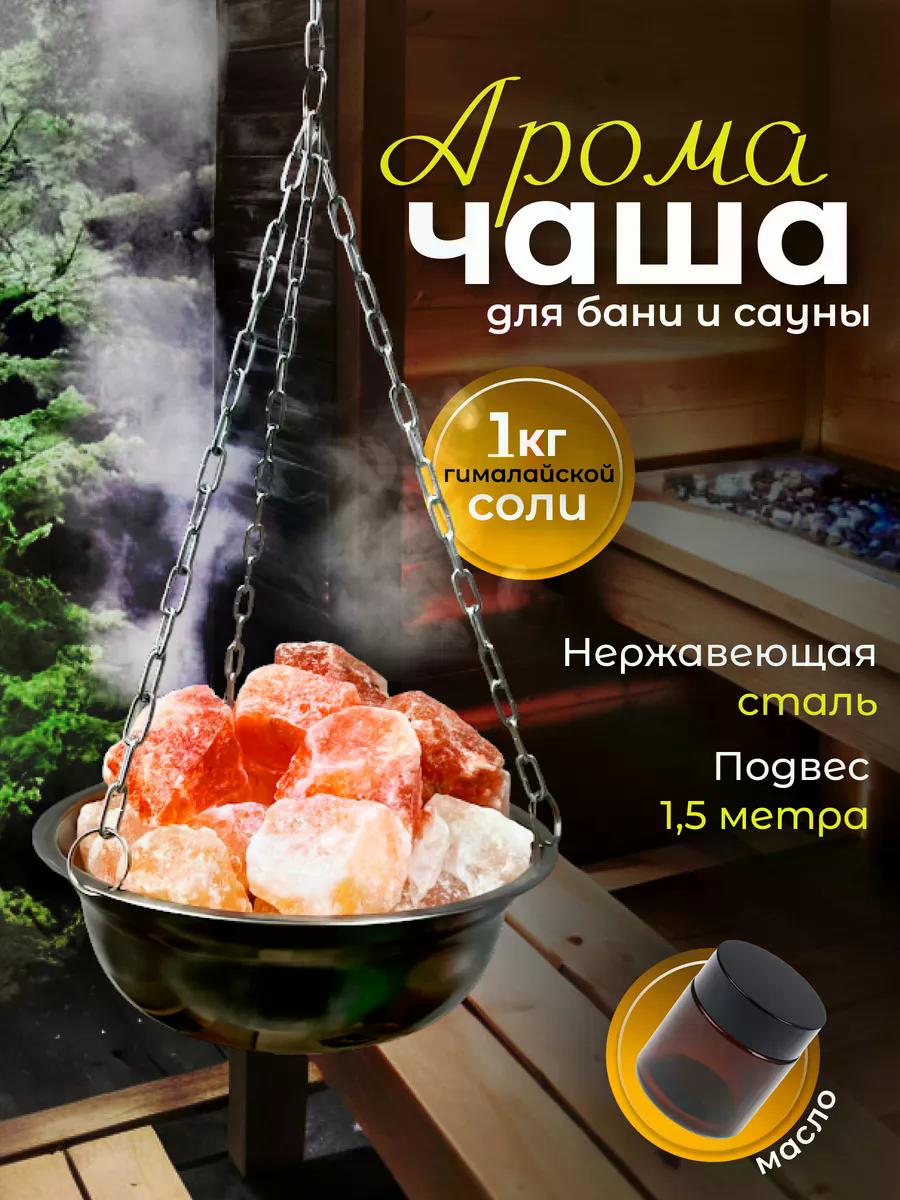 Арома
чаша
для бани и сауны
1кг
гималайской
соли
Нержавеющая
сталь
Подвес
1,5 метра
масло